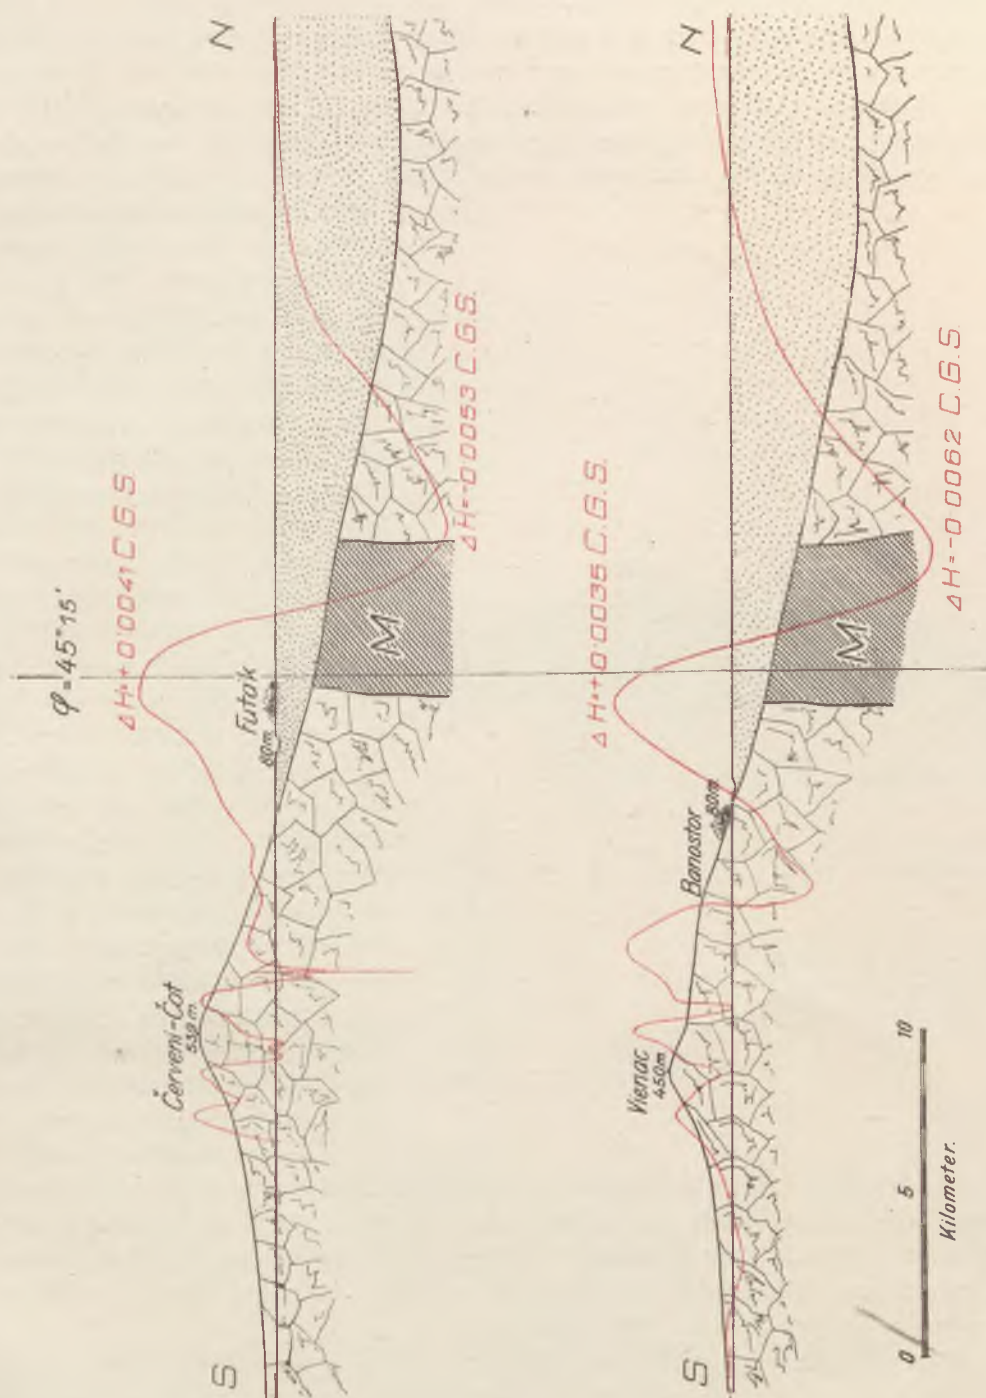 φ = 45° 15'
S
N
Červeni-Čot
539 m.
Futak
80m
ΔH=+0'0041 C.G.S.
ΔH=-0'0053 C.G.S.
M
S
N
Vienac
450m
Banostor
80m.
ΔH=+0'0035 C.G.S.
ΔH=-0'0062 C.G.S
M
0 5 10
Kilometer.